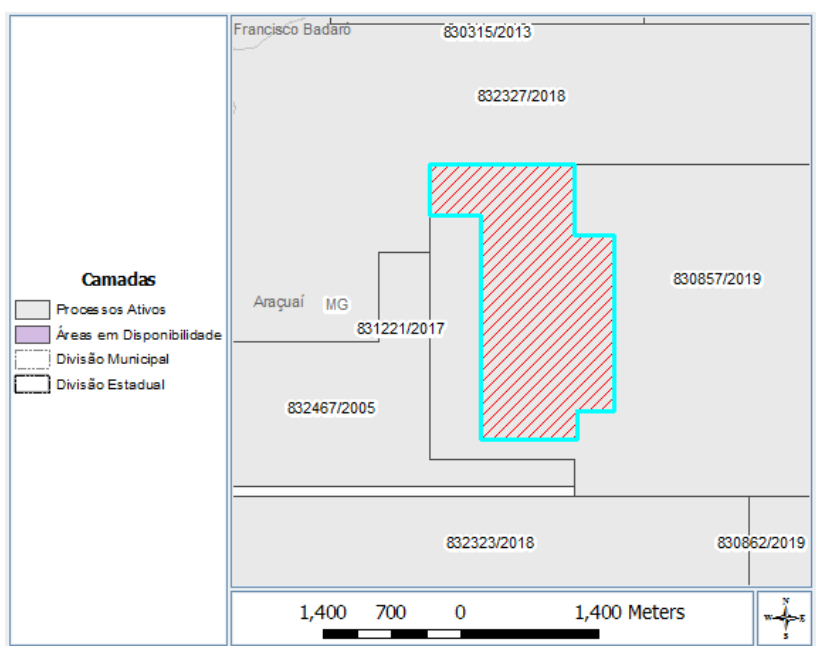 Francisco Badaró
830315/2013
832327/2018
830857/2019
Araçuaí MG
831221/2017
832467/2005
832323/2018
830862/2019
Camadas
Processos Ativos
Áreas em Disponibilidade
Divisão Municipal
Divisão Estadual
1,400 700 0 1,400 Meters
N
W E
S